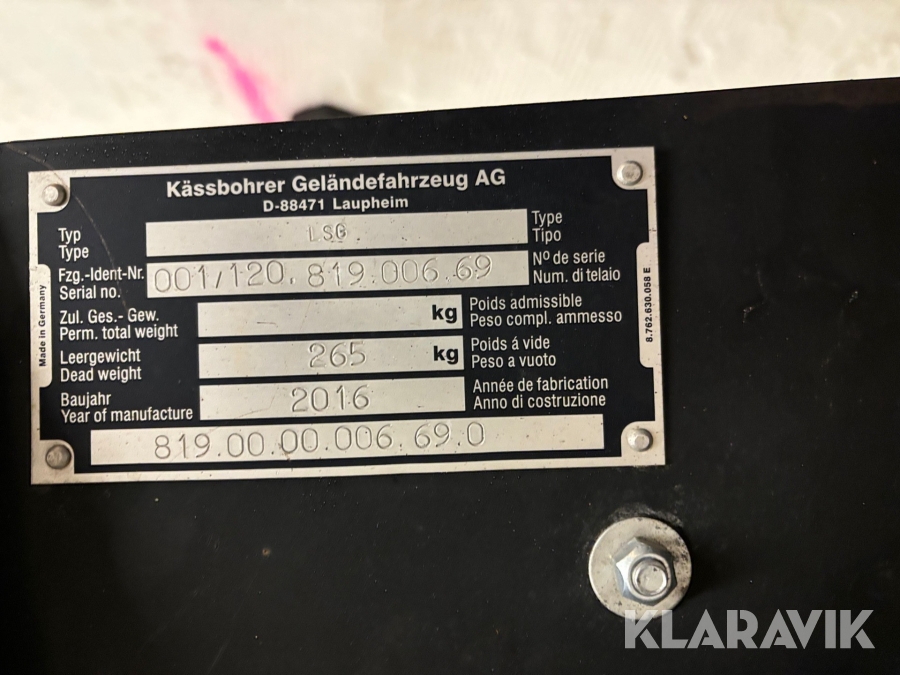 Kässbohrer Geländefahrzeug AG
D-88471 Laupheim
Typ
Type
LSG
Type
Tipo
Fzg.-Ident-Nr.
Serial no.
001/120.819.006.69
Nº de serie
Num. di telaio
Zul. Ges.- Gew.
Perm. total weight
kg
Poids admissible
Peso compl. ammesso
Leergewicht
Dead weight
265 kg
Poids á vide
Peso a vuoto
Baujahr
Year of manufacture
2016
Année de fabrication
Anno di costruzione
819.00.00.006.69.0
Made in Germany
8.762.630.058 E
KLARAVIK